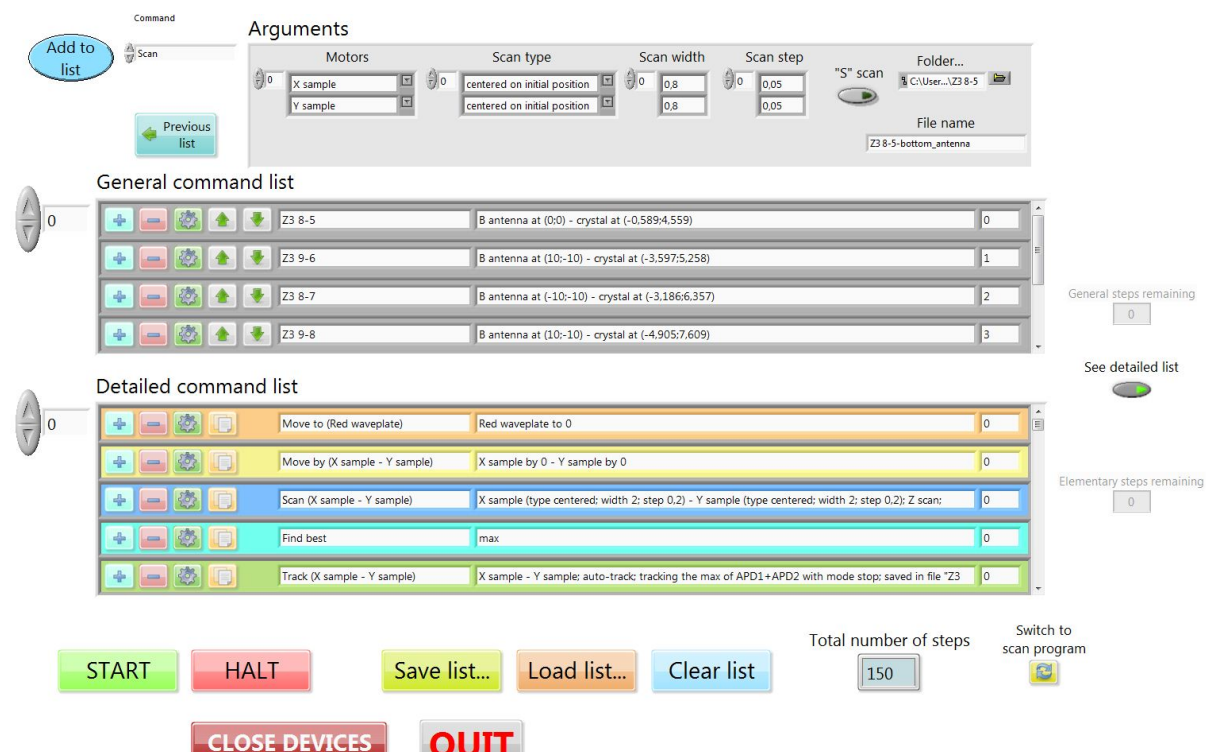 Command
Add to
list
Scan
Previous
list
Arguments
Motors
Scan type
Scan width
Scan step
"S" scan
Folder...
0
X sample
0
centered on initial position
0
0,8
0
0,05
C:\User...\Z3 8-5
Y sample
centered on initial position
0,8
0,05
File name
Z3 8-5-bottom_antenna
General command list
0
Z3 8-5
B antenna at (0;0) - crystal at (-0,589;4,559)
0
Z3 9-6
B antenna at (10;-10) - crystal at (-3,597;5,258)
1
Z3 8-7
B antenna at (-10;-10) - crystal at (-3,186;6,357)
2
Z3 9-8
B antenna at (10;-10) - crystal at (-4,905;7,609)
3
General steps remaining
0
See detailed list
Detailed command list
0
Move to (Red waveplate)
Red waveplate to 0
0
Move by (X sample - Y sample)
X sample by 0 - Y sample by 0
0
Scan (X sample - Y sample)
X sample (type centered; width 2; step 0,2) - Y sample (type centered; width 2; step 0,2); Z scan;
0
Find best
max
0
Track (X sample - Y sample)
X sample - Y sample; auto-track; tracking the max of APD1+APD2 with mode stop; saved in file "Z3
0
Elementary steps remaining
0
START
HALT
Save list...
Load list...
Clear list
Total number of steps
150
Switch to
scan program
CLOSE DEVICES
QUIT